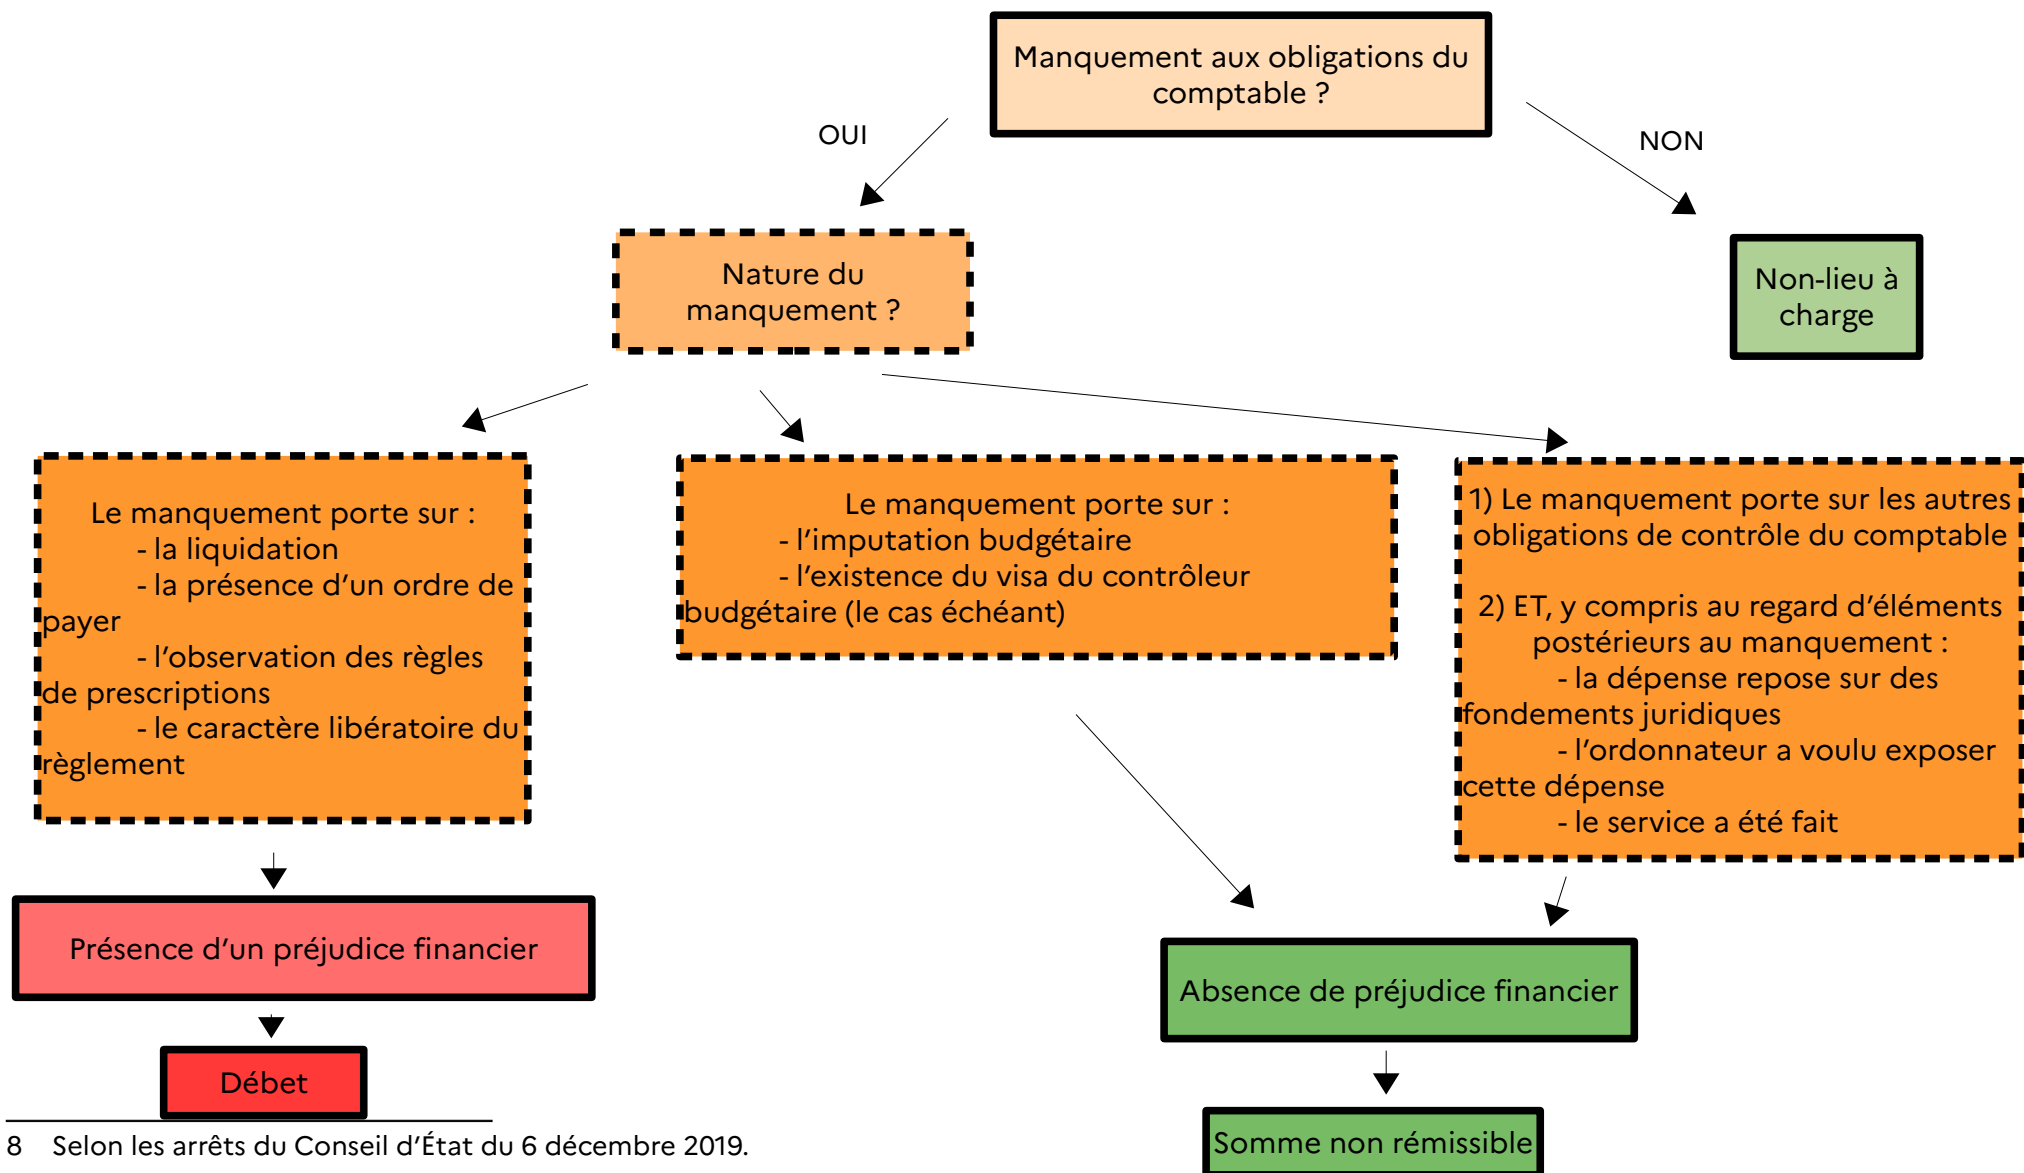 Manquement aux obligations du
comptable ?
OUI
NON
Nature du
manquement ?
Non-lieu à
charge
Le manquement porte sur :
- la liquidation
- la présence d'un ordre de
payer
- l'observation des règles
de prescriptions
- le caractère libératoire du
règlement
Le manquement porte sur :
- l'imputation budgétaire
- l'existence du visa du contrôleur
budgétaire (le cas échéant)
1) Le manquement porte sur les autres
obligations de contrôle du comptable
2) ET, y compris au regard d'éléments
postérieurs au manquement :
- la dépense repose sur des
fondements juridiques
- l'ordonnateur a voulu exposer
cette dépense
- le service a été fait
Présence d'un préjudice financier
Absence de préjudice financier
Débet
Somme non rémissible
8 Selon les arrêts du Conseil d'État du 6 décembre 2019.